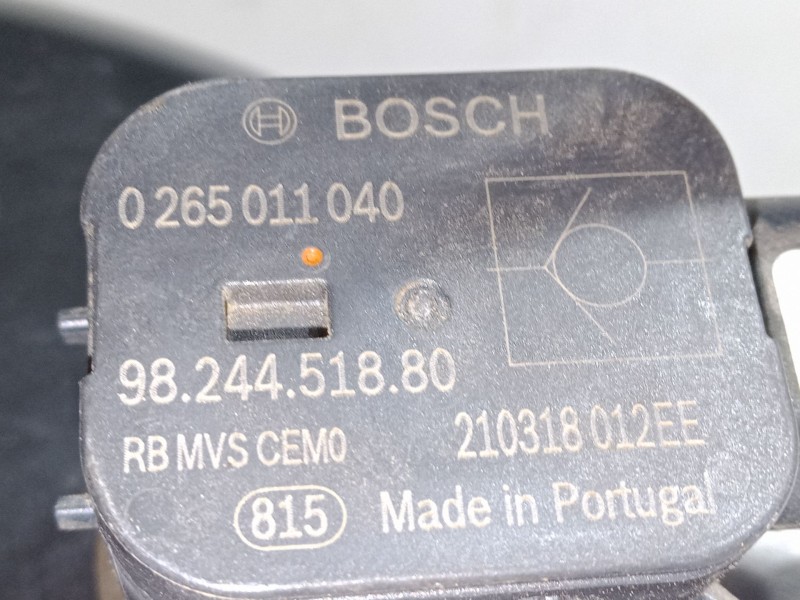 BOSCH
0 265 011 040
98.244.518.80
RB MVS CEM0 210318 012EE
815 Made in Portugal